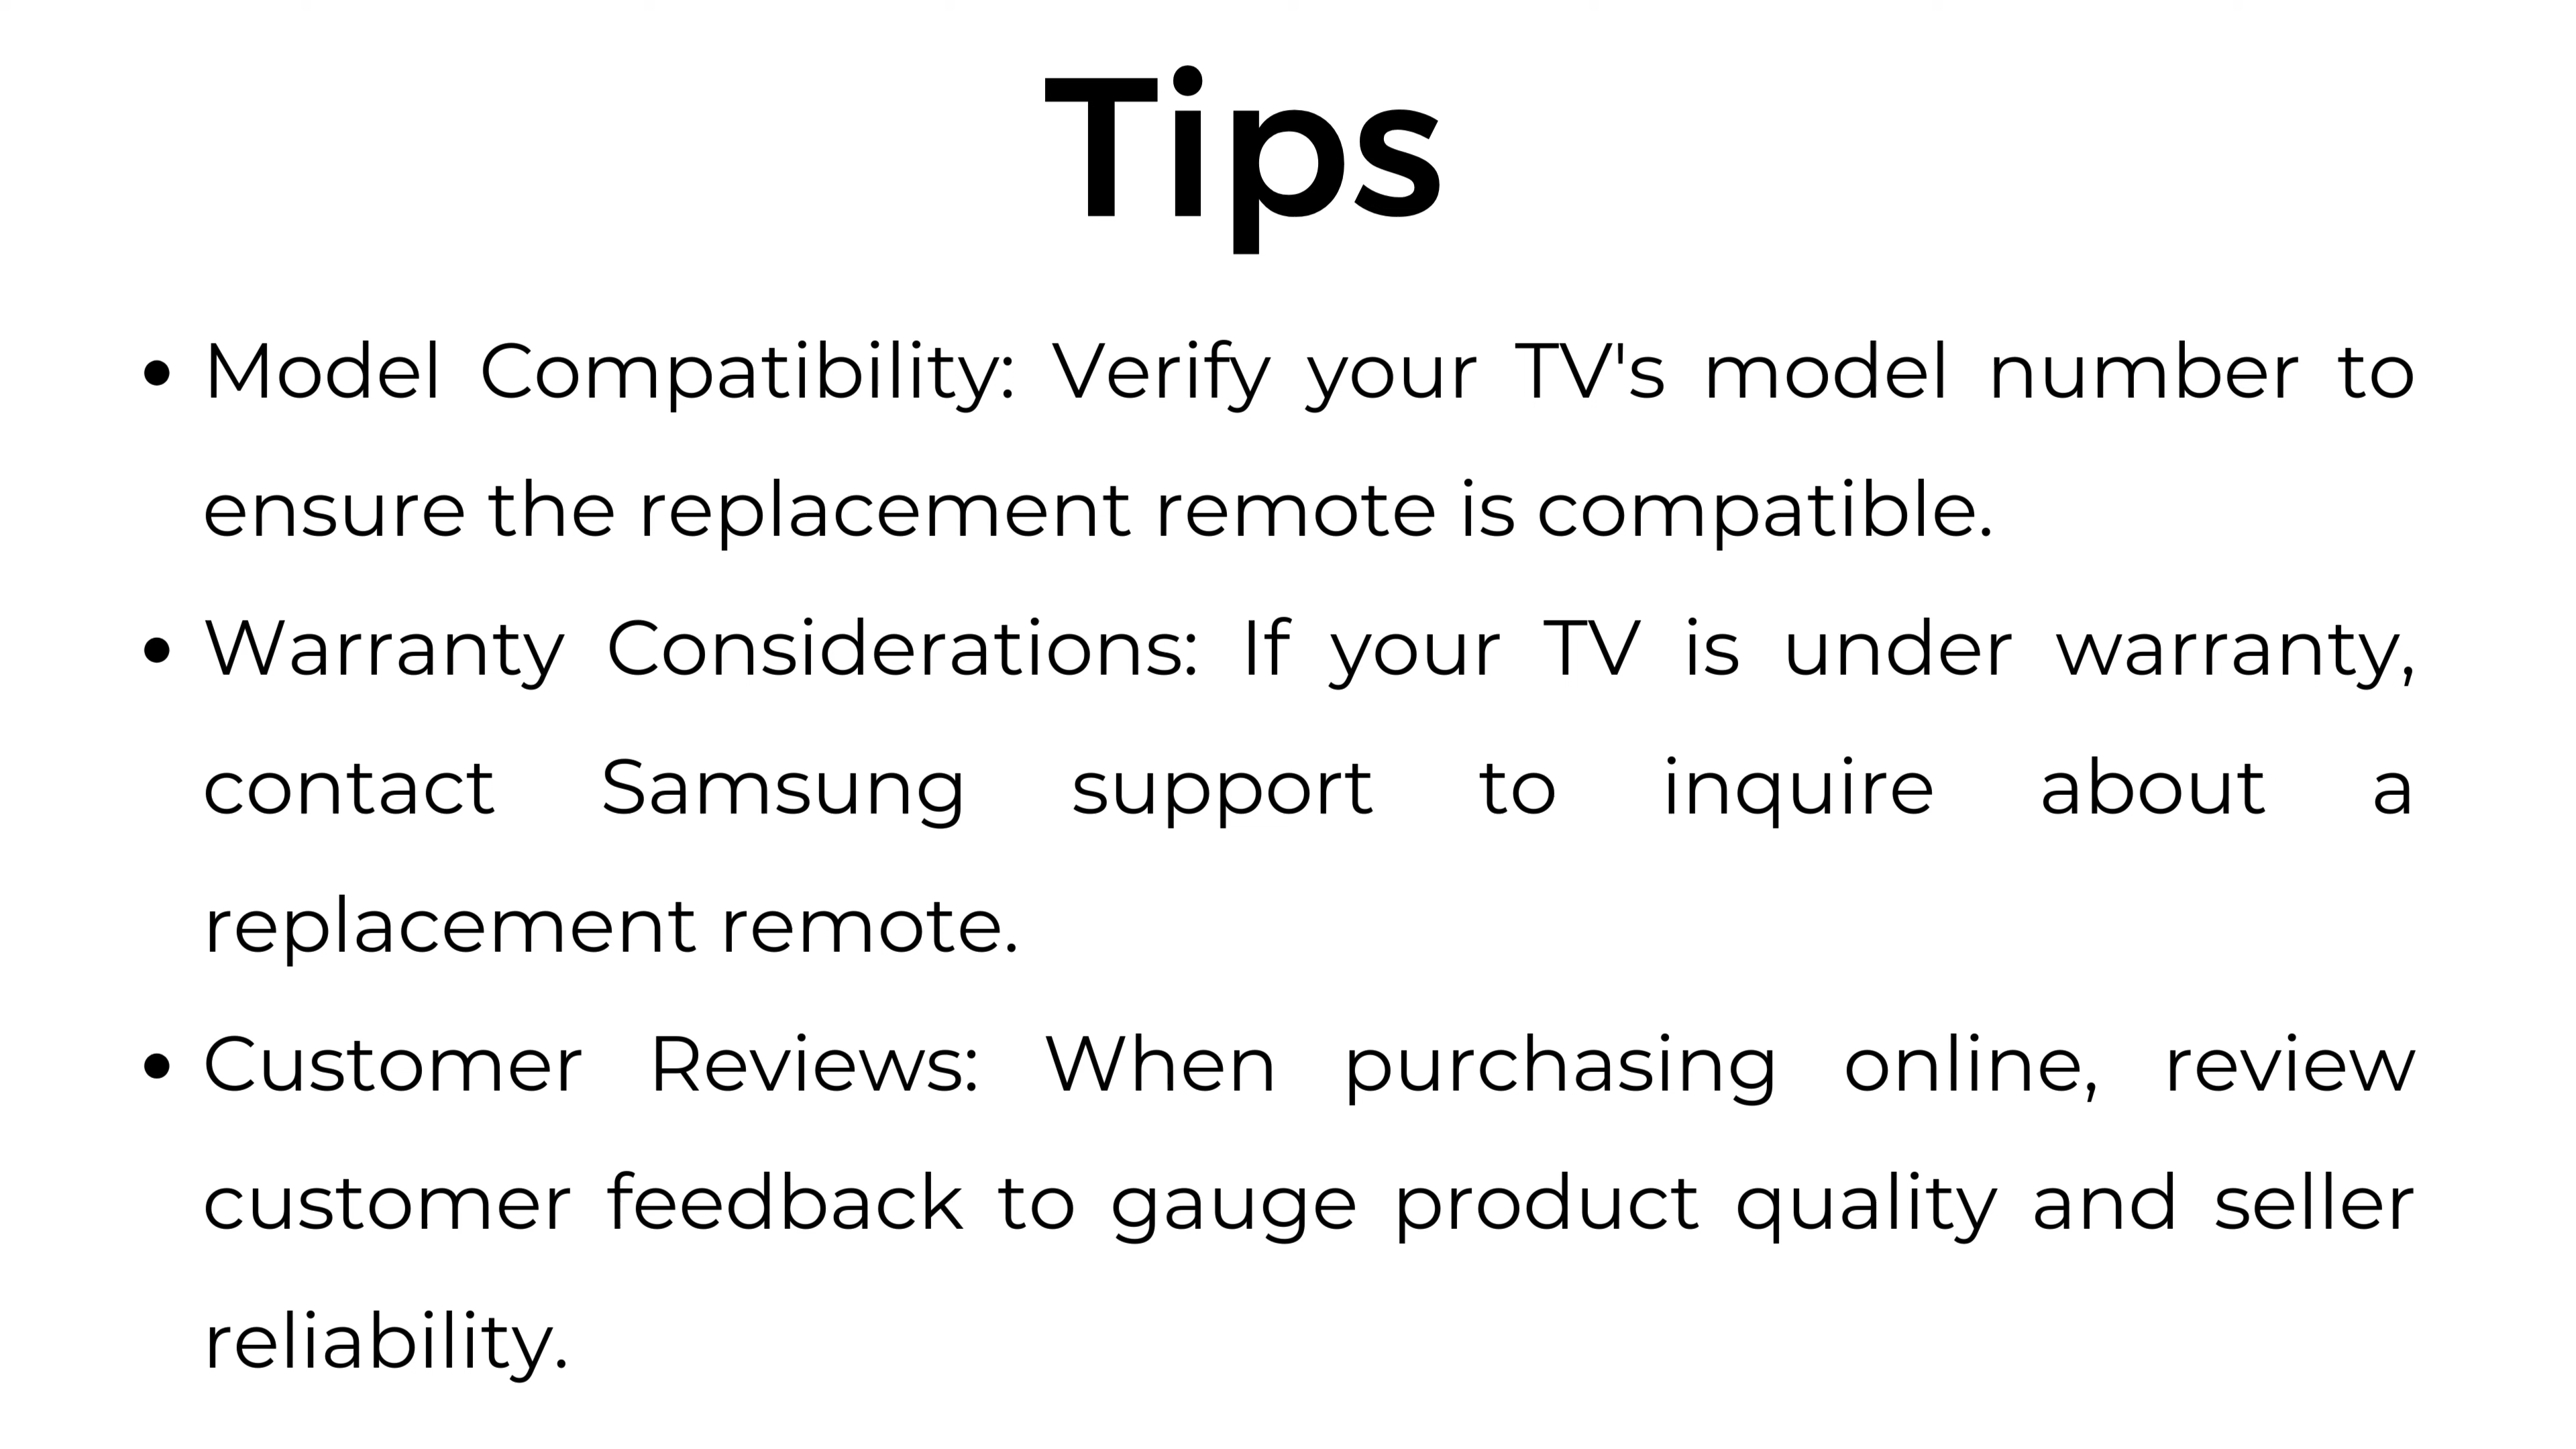 Tips
• Model Compatibility: Verify your TV's model number to
ensure the replacement remote is compatible.
• Warranty Considerations: If your TV is under warranty,
contact Samsung support to inquire about a
replacement remote.
• Customer Reviews: When purchasing online, review
customer feedback to gauge product quality and seller
reliability.